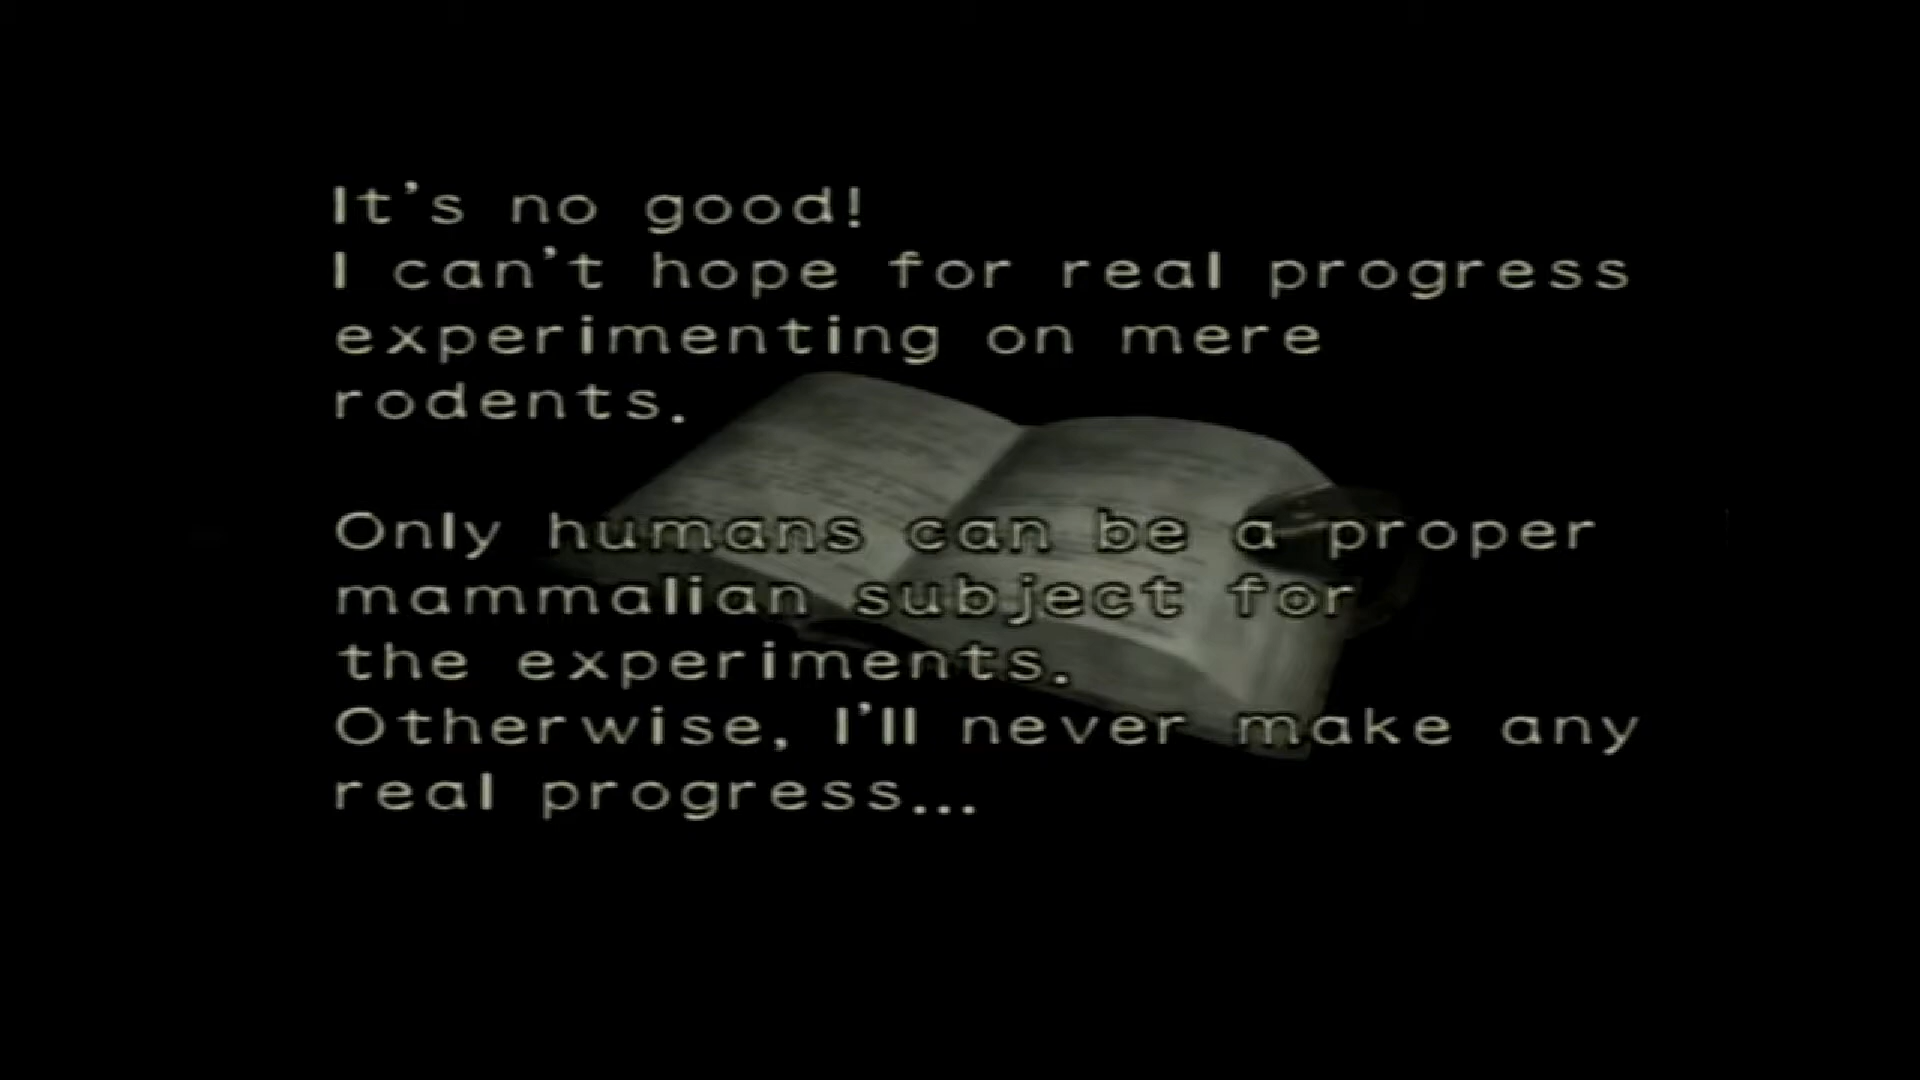 It's no good!
I can't hope for real progress
experimenting on mere
rodents.
Only humans can be a proper
mammalian subject for
the experiments.
Otherwise, I'll never make any
real progress...